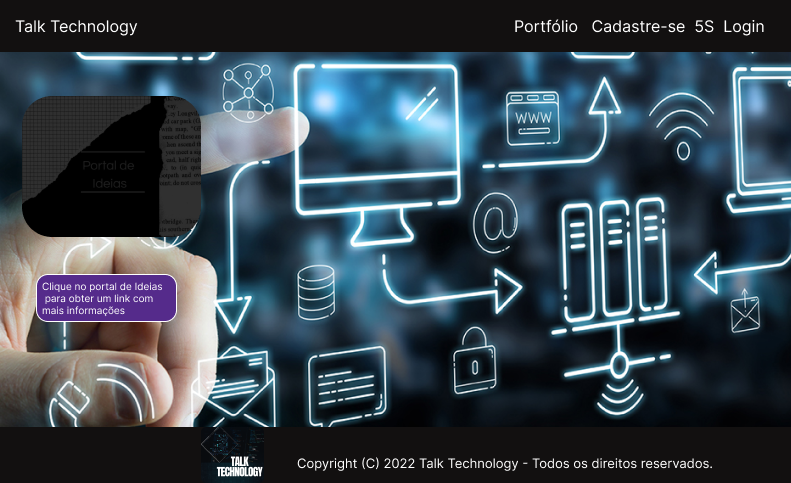 Talk Technology
Portfólio Cadastre-se 5S Login
WWW
Portal de
Ideias
@
Clique no portal de Ideias
para obter um link com
mais informações
TALK
TECHNOLOGY
Copyright (C) 2022 Talk Technology - Todos os direitos reservados.